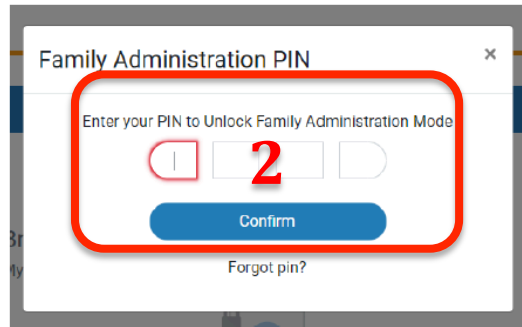 Family Administration PIN ×
Enter your PIN to Unlock Family Administration Mode
2
Confirm
Forgot pin?